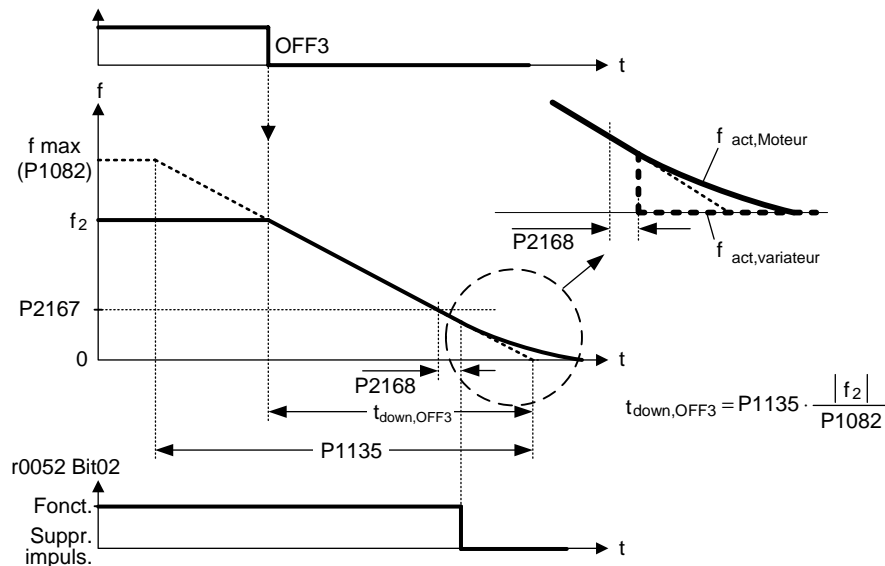 f
OFF3
t
f
f max
(P1082)
f act,Moteur
f2
P2168
f act,variateur
P2167
0
t
P2168
tdown,OFF3
tdown,OFF3 = P1135 · |f2| / P1082
P1135
r0052 Bit02
Fonct.
Suppr.
impuls.
t